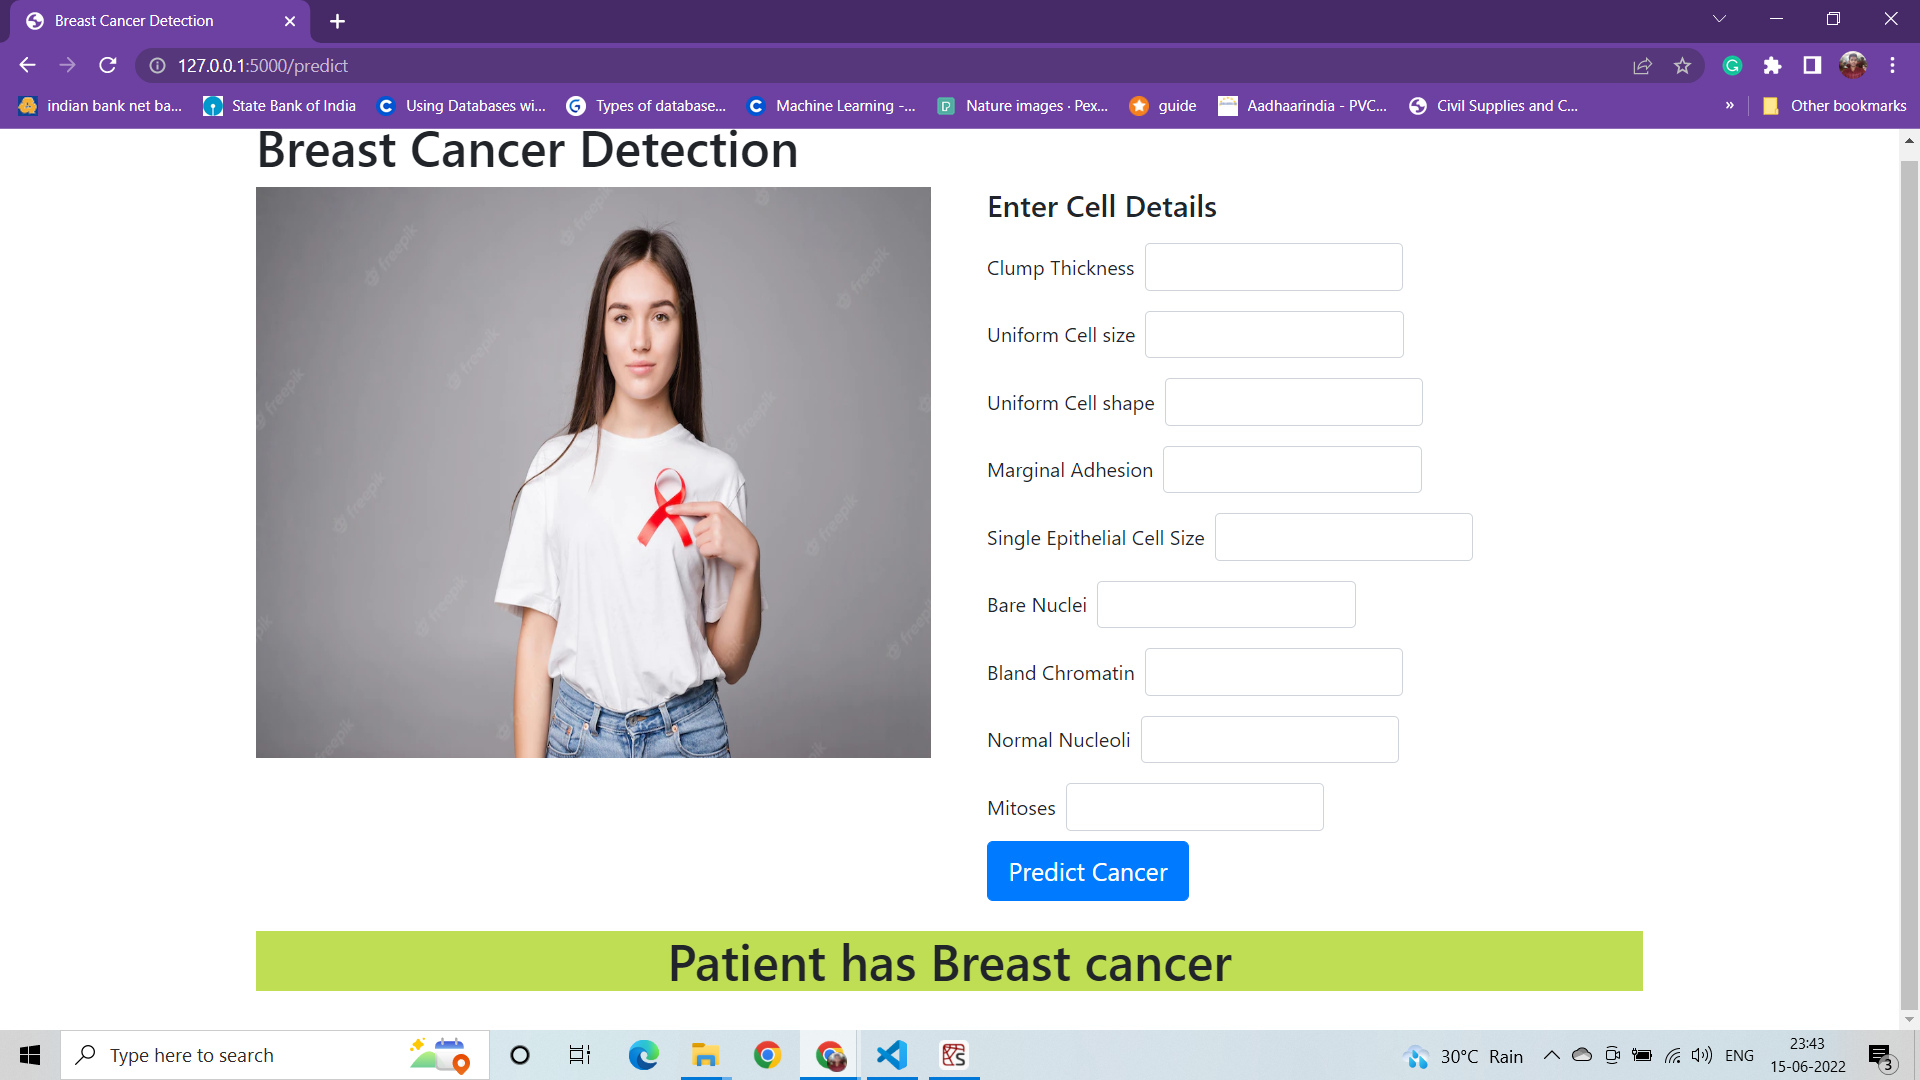 Breast Cancer Detection
127.0.0.1:5000/predict
indian bank net ba...
State Bank of India
Using Databases wi...
Types of database...
Machine Learning -...
Nature images · Pex...
guide
Aadhaarindia - PVC...
Civil Supplies and C...
»
Other bookmarks
Breast Cancer Detection
freepik
Enter Cell Details
Clump Thickness
Uniform Cell size
Uniform Cell shape
Marginal Adhesion
Single Epithelial Cell Size
Bare Nuclei
Bland Chromatin
Normal Nucleoli
Mitoses
Predict Cancer
Patient has Breast cancer
Type here to search
30°C Rain
ENG
23:43
15-06-2022
3